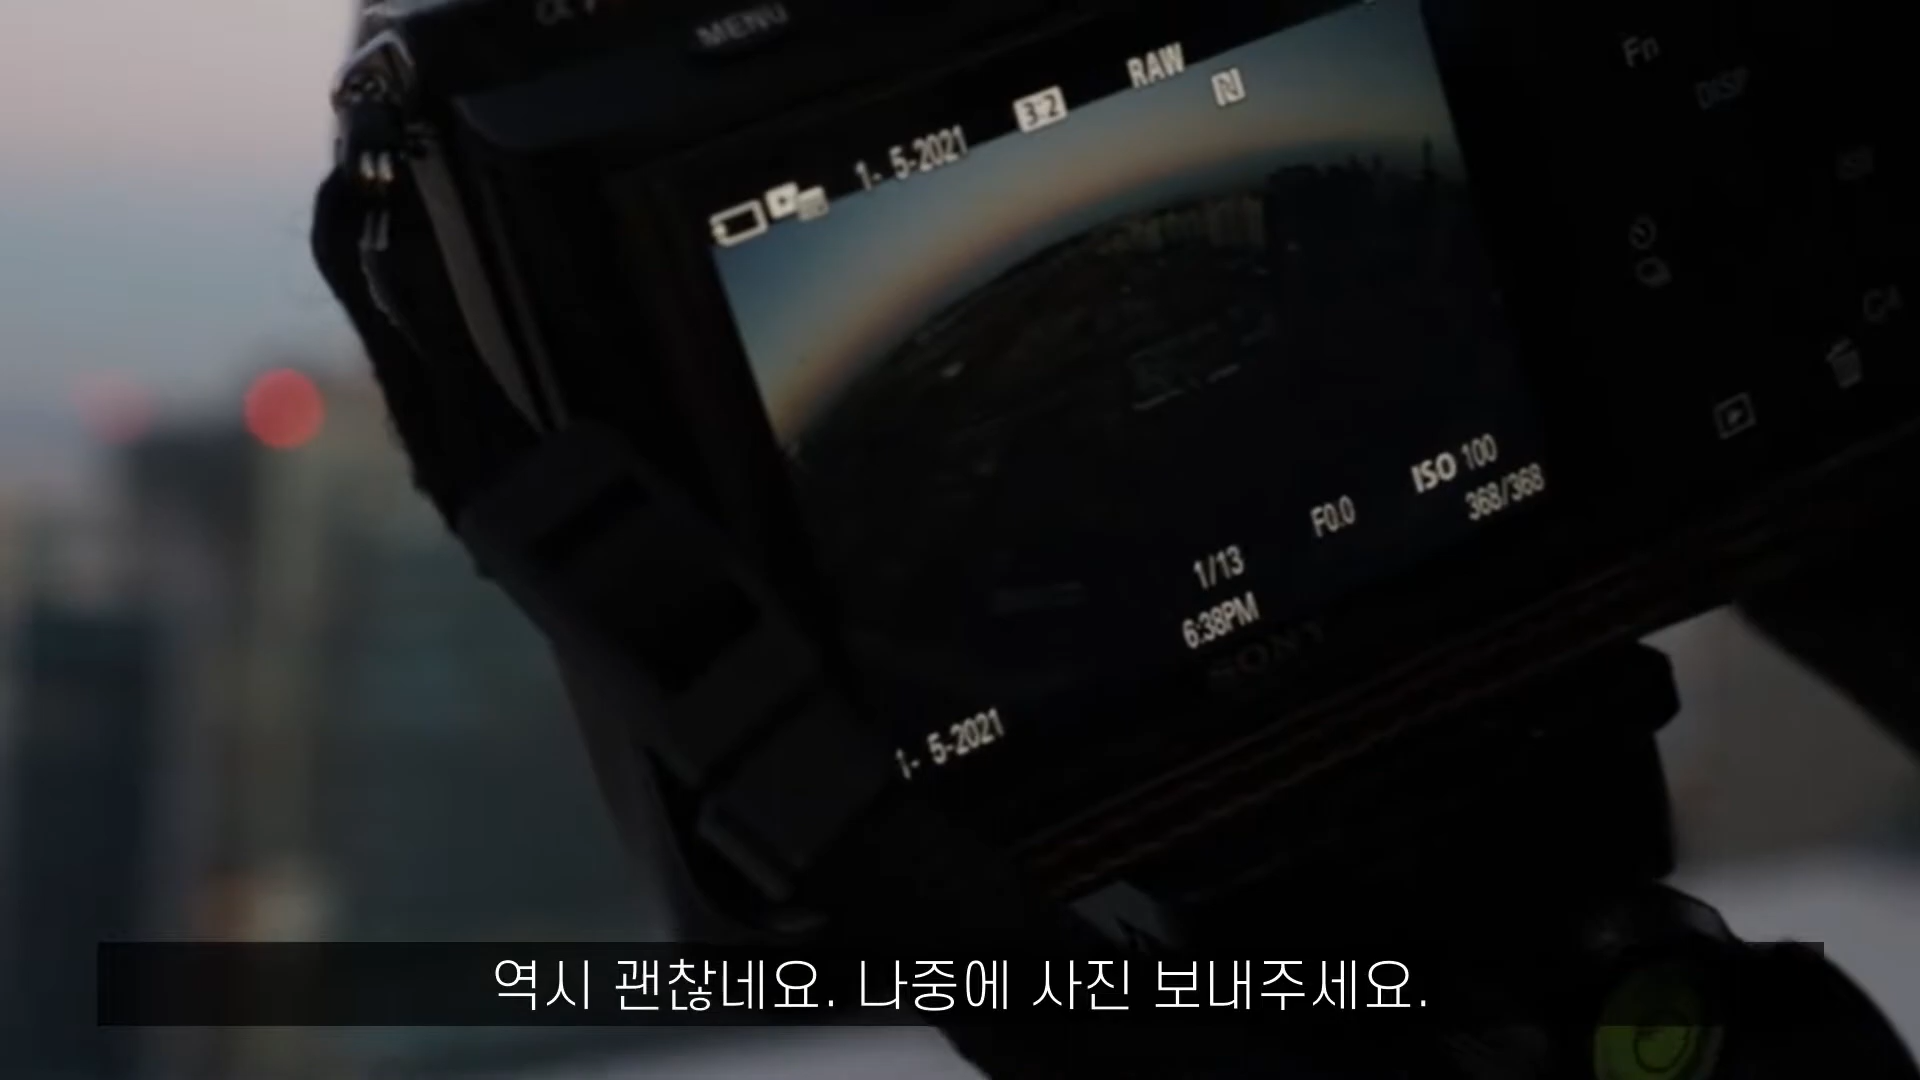 MENU
Fn
DISP
RAW
3:2
N
1- 5-2021
ISO 100
368/368
F0.0
1/13
6:38PM
SONY
1- 5-2021
역시 괜찮네요. 나중에 사진 보내주세요.